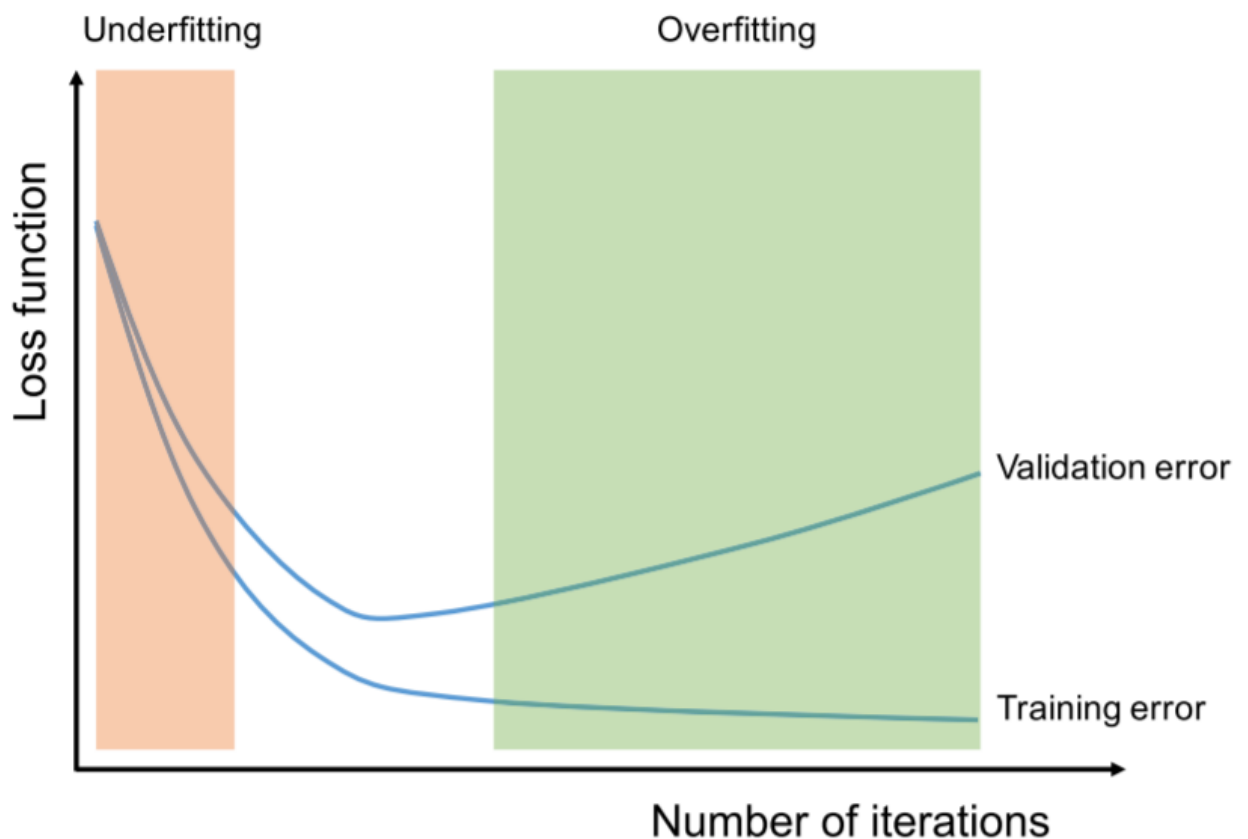 Underfitting
Overfitting
Loss function
Validation error
Training error
Number of iterations